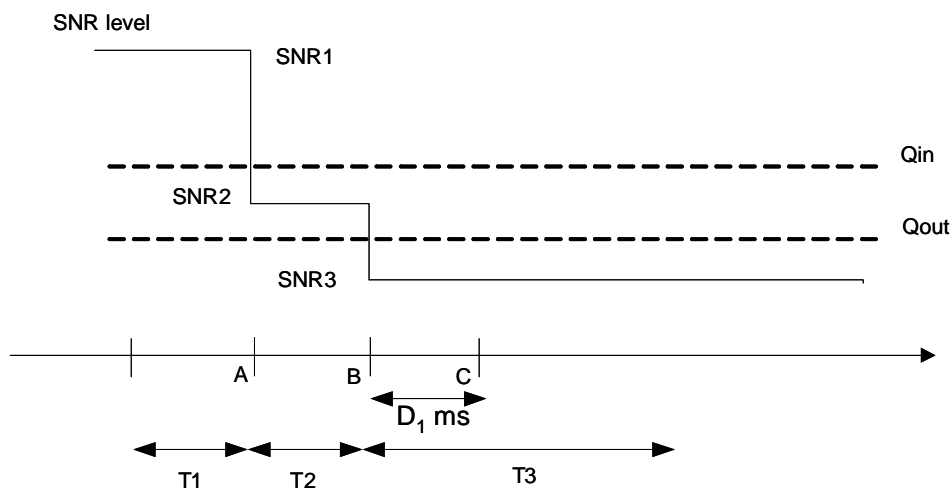 SNR level
SNR1
Qin
SNR2
Qout
SNR3
A
B
C
D₁ ms
T1
T2
T3